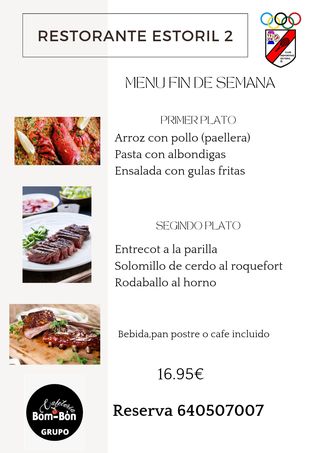 RESTORANTE ESTORIL 2
MENU FIN DE SEMANA
PRIMER PLATO
Arroz con pollo (paellera)
Pasta con albondigas
Ensalada con gulas fritas
SEGINDO PLATO
Entrecot a la parilla
Solomillo de cerdo al roquefort
Rodaballo al horno
Bebida,pan postre o cafe incluido
16.95€
Cafetería
Bom-Bón
GRUPO
Reserva 640507007